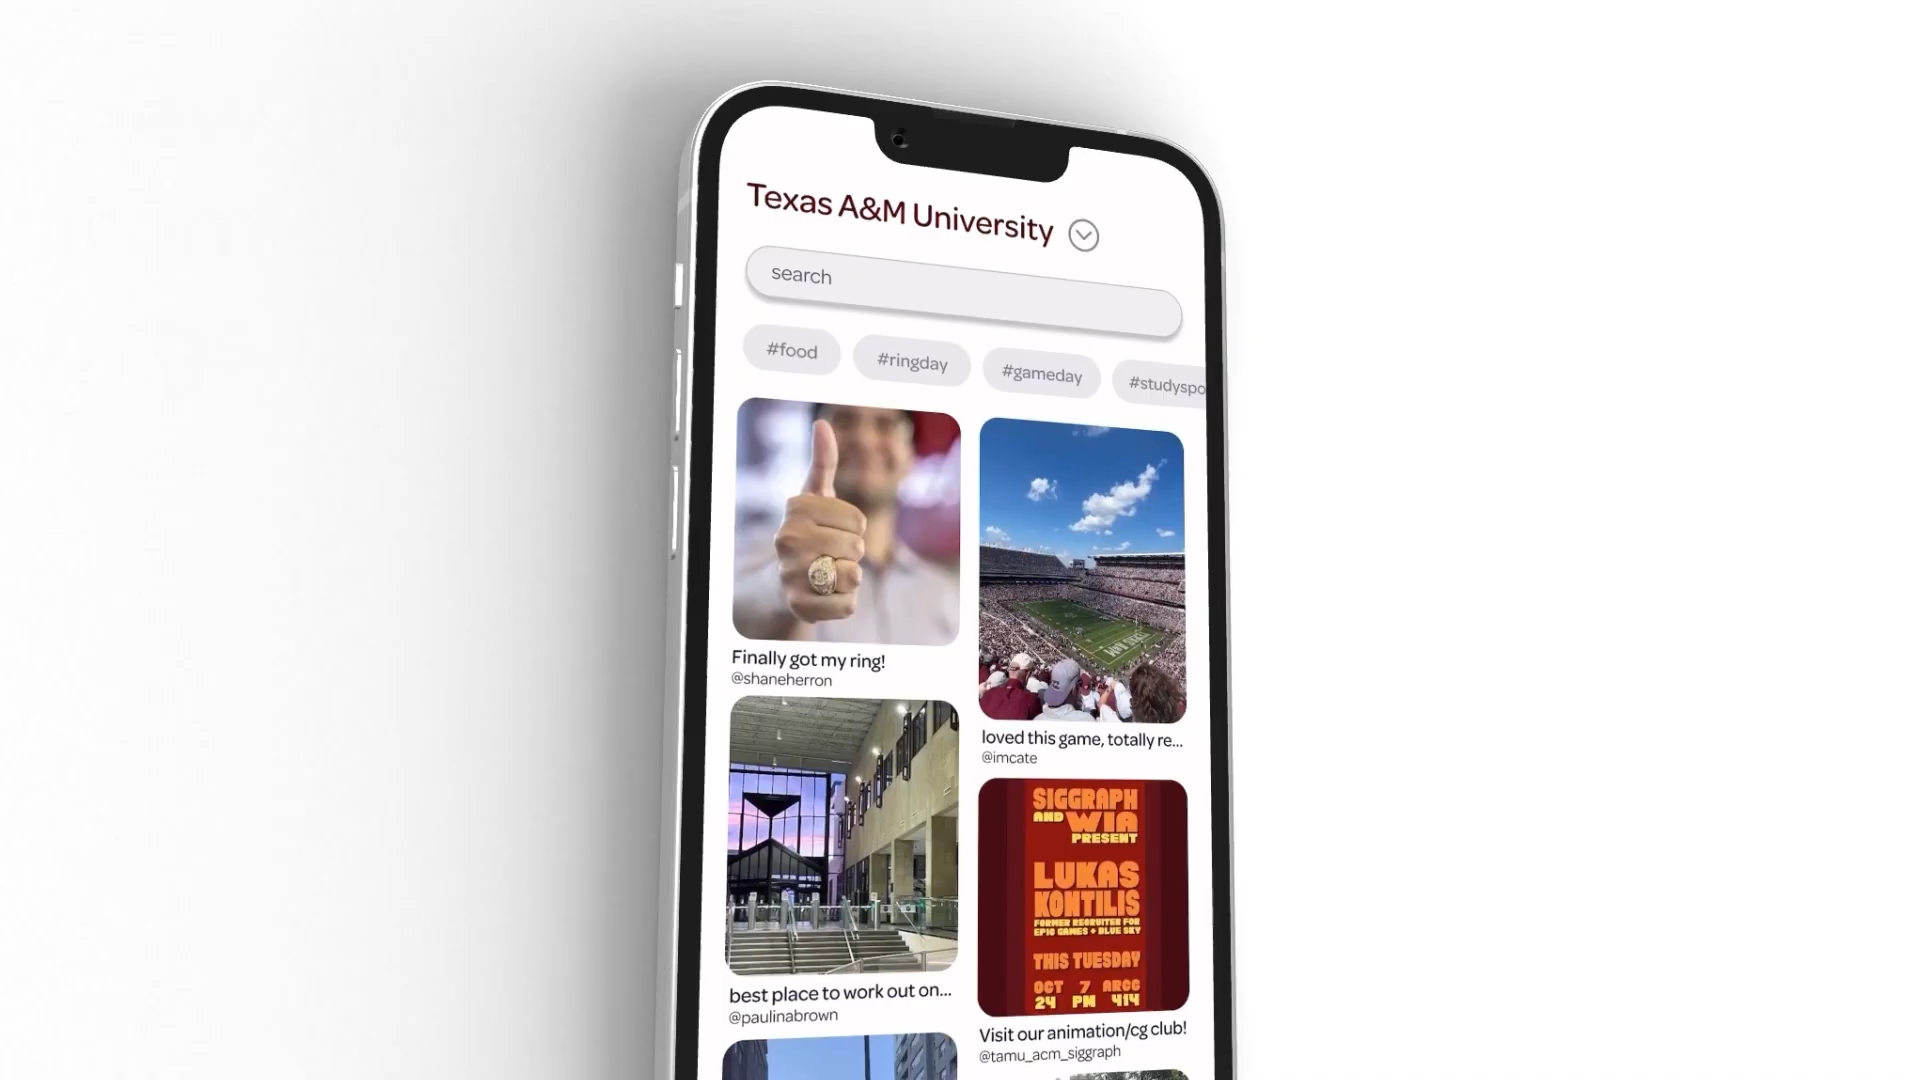 Texas A&M University
search
#food
#ringday
#gameday
#studyspo
Finally got my ring!
@shaneherron
loved this game, totally re...
@imcate
SIGGRAPH
AND WIA
PRESENT
LUKAS
KONTILIS
FORMER RECRUITER FOR
EPIC GAMES + BLUE SKY
THIS TUESDAY
OCT 7 ARCC
24 PM 414
best place to work out on...
@paulinabrown
Visit our animation/cg club!
@tamu_acm_siggraph